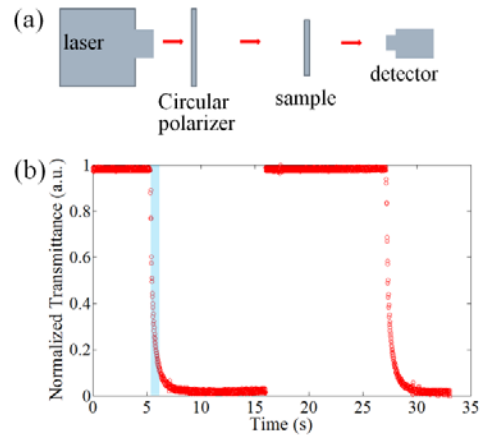 (a)
laser
Circular
polarizer
sample
detector
(b)
Normalized Transmittance (a.u.)
1
0.8
0.6
0.4
0.2
0
0 5 10 15 20 25 30 35
Time (s)